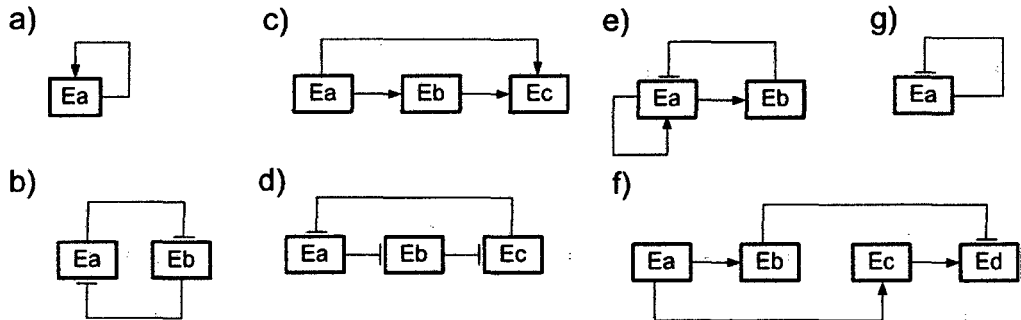 a)
Ea
c)
Ea Eb Ec
e)
Ea Eb
g)
Ea
b)
Ea Eb
d)
Ea Eb Ec
f)
Ea Eb Ec Ed